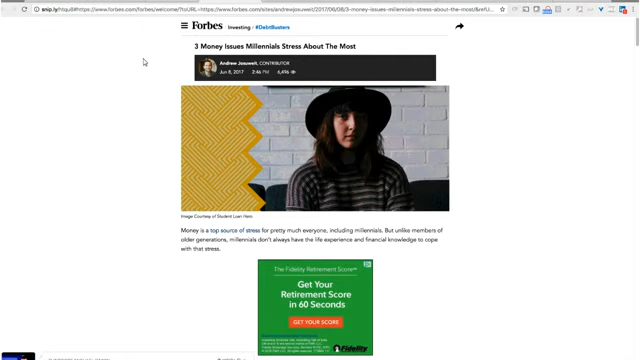 snip.ly/htqu8#https://www.forbes.com/forbes/welcome/?toURL=https://www.forbes.com/sites/andrewjosuweit/2017/06/08/3-money-issues-millennials-stress-about-the-most/&refU
Forbes Investing / #DebtBusters
3 Money Issues Millennials Stress About The Most
Andrew Josuweit, CONTRIBUTOR
Jun 8, 2017 2:46 PM 6,496
Image Courtesy of Student Loan Hero
Money is a top source of stress for pretty much everyone, including millennials. But unlike members of
older generations, millennials don't always have the life experience and financial knowledge to cope
with that stress.
The Fidelity Retirement Score
Get Your
Retirement Score
in 60 Seconds
GET YOUR SCORE
Fidelity